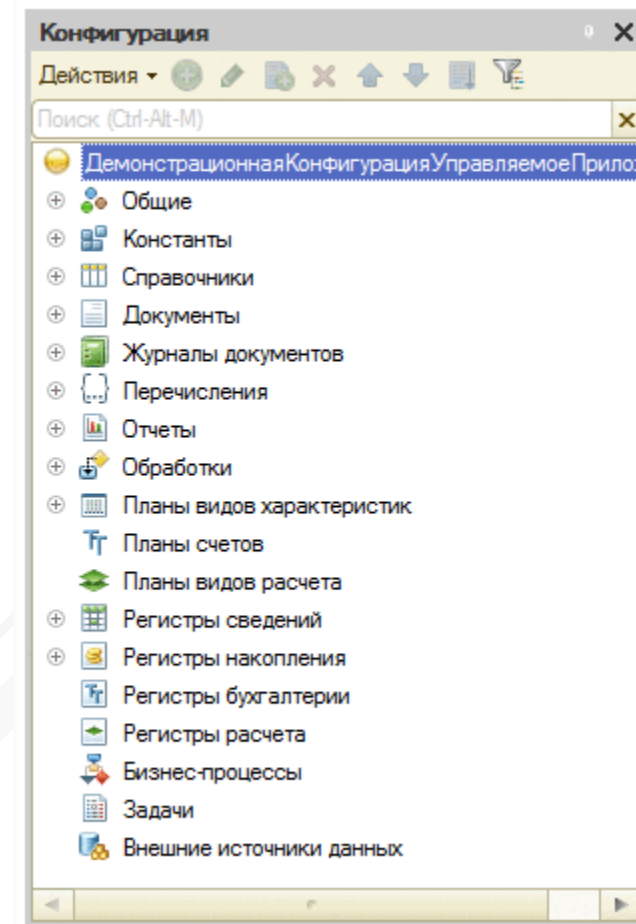 Конфигурация
Действия
Поиск (Ctrl-Alt-M)
ДемонстрационнаяКонфигурацияУправляемоеПрило
Общие
Константы
Справочники
Документы
Журналы документов
Перечисления
Отчеты
Обработки
Планы видов характеристик
Планы счетов
Планы видов расчета
Регистры сведений
Регистры накопления
Регистры бухгалтерии
Регистры расчета
Бизнес-процессы
Задачи
Внешние источники данных